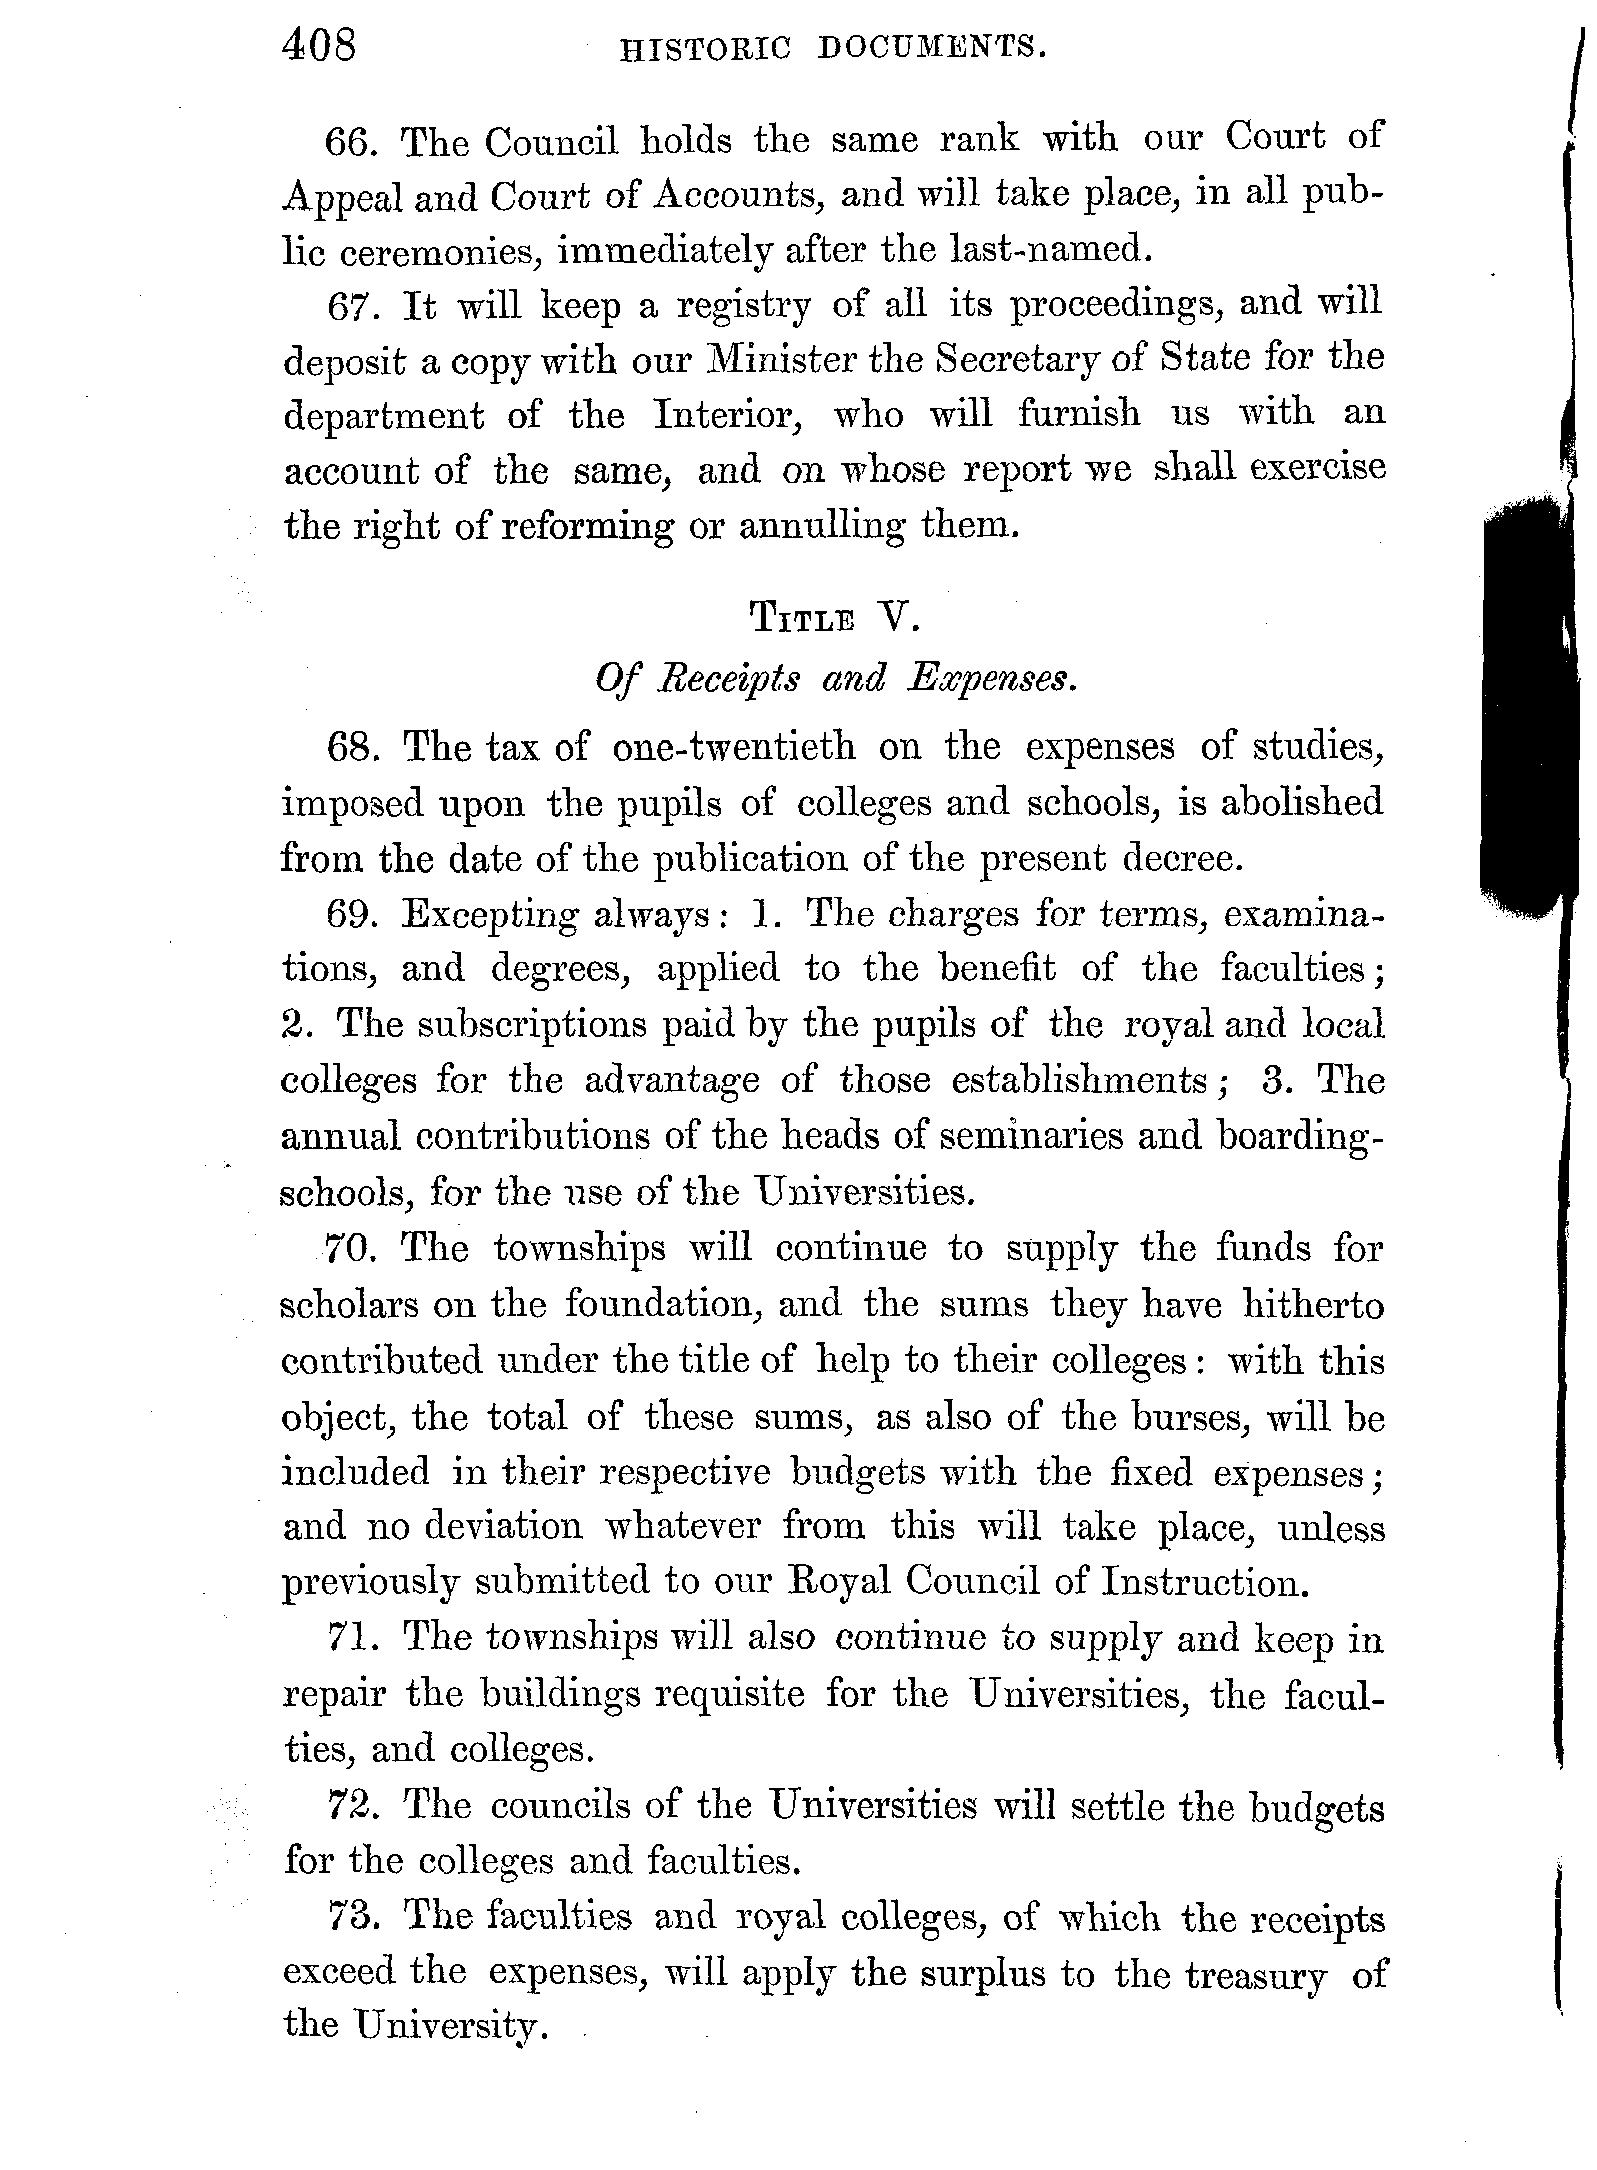 408 HISTORIC DOCUMENTS.
66. The Council holds the same rank with our Court of
Appeal and Court of Accounts, and will take place, in all pub-
lic ceremonies, immediately after the last-named.
67. It will keep a registry of all its proceedings, and will
deposit a copy with our Minister the Secretary of State for the
department of the Interior, who will furnish us with an
account of the same, and on whose report we shall exercise
the right of reforming or annulling them.
TITLE V.
Of Receipts and Expenses.
68. The tax of one-twentieth on the expenses of studies,
imposed upon the pupils of colleges and schools, is abolished
from the date of the publication of the present decree.
69. Excepting always: 1. The charges for terms, examina-
tions, and degrees, applied to the benefit of the faculties;
2. The subscriptions paid by the pupils of the royal and local
colleges for the advantage of those establishments; 3. The
annual contributions of the heads of seminaries and boarding-
schools, for the use of the Universities.
70. The townships will continue to supply the funds for
scholars on the foundation, and the sums they have hitherto
contributed under the title of help to their colleges: with this
object, the total of these sums, as also of the burses, will be
included in their respective budgets with the fixed expenses;
and no deviation whatever from this will take place, unless
previously submitted to our Royal Council of Instruction.
71. The townships will also continue to supply and keep in
repair the buildings requisite for the Universities, the facul-
ties, and colleges.
72. The councils of the Universities will settle the budgets
for the colleges and faculties.
73. The faculties and royal colleges, of which the receipts
exceed the expenses, will apply the surplus to the treasury of
the University.